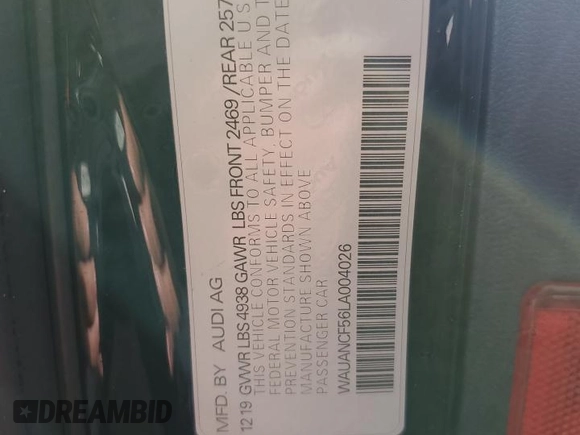 MFD. BY AUDI AG
1219 GVWR LBS 4938 GAWR LBS FRONT 2469 /REAR 257
THIS VEHICLE CONFORMS TO ALL APPLICABLE U S
FEDERAL MOTOR VEHICLE SAFETY, BUMPER AND T
PREVENTION STANDARDS IN EFFECT ON THE DATE
MANUFACTURE SHOWN ABOVE
PASSENGER CAR
WAUANCF56LA004026
DREAMBID